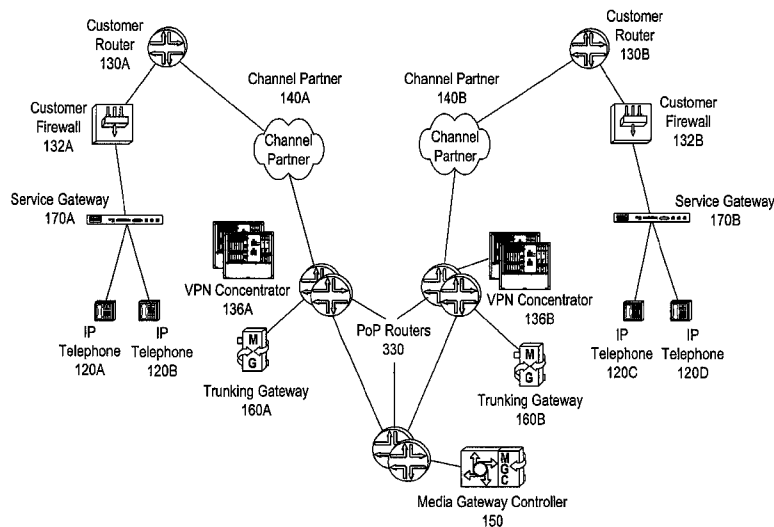 Customer
Router
130A
Customer
Router
130B
Channel Partner
140A
Channel Partner
140B
Customer
Firewall
132A
Channel
Partner
Channel
Partner
Customer
Firewall
132B
Service Gateway
170A
Service Gateway
170B
VPN Concentrator
136A
VPN Concentrator
136B
IP
Telephone
120A
IP
Telephone
120B
PoP Routers
330
IP
Telephone
120C
IP
Telephone
120D
M
G
Trunking Gateway
160A
M
G
Trunking Gateway
160B
M
G
C
Media Gateway Controller
150